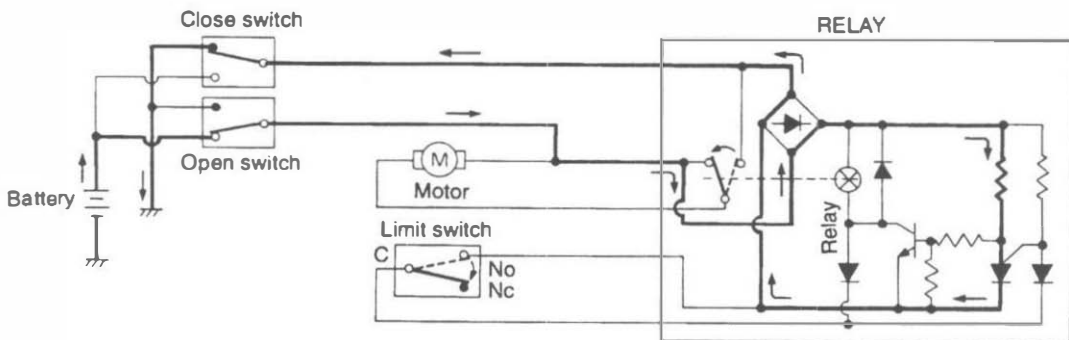 Close switch
RELAY
Open switch
M
Motor
Battery
Relay
Limit switch
C
No
Nc